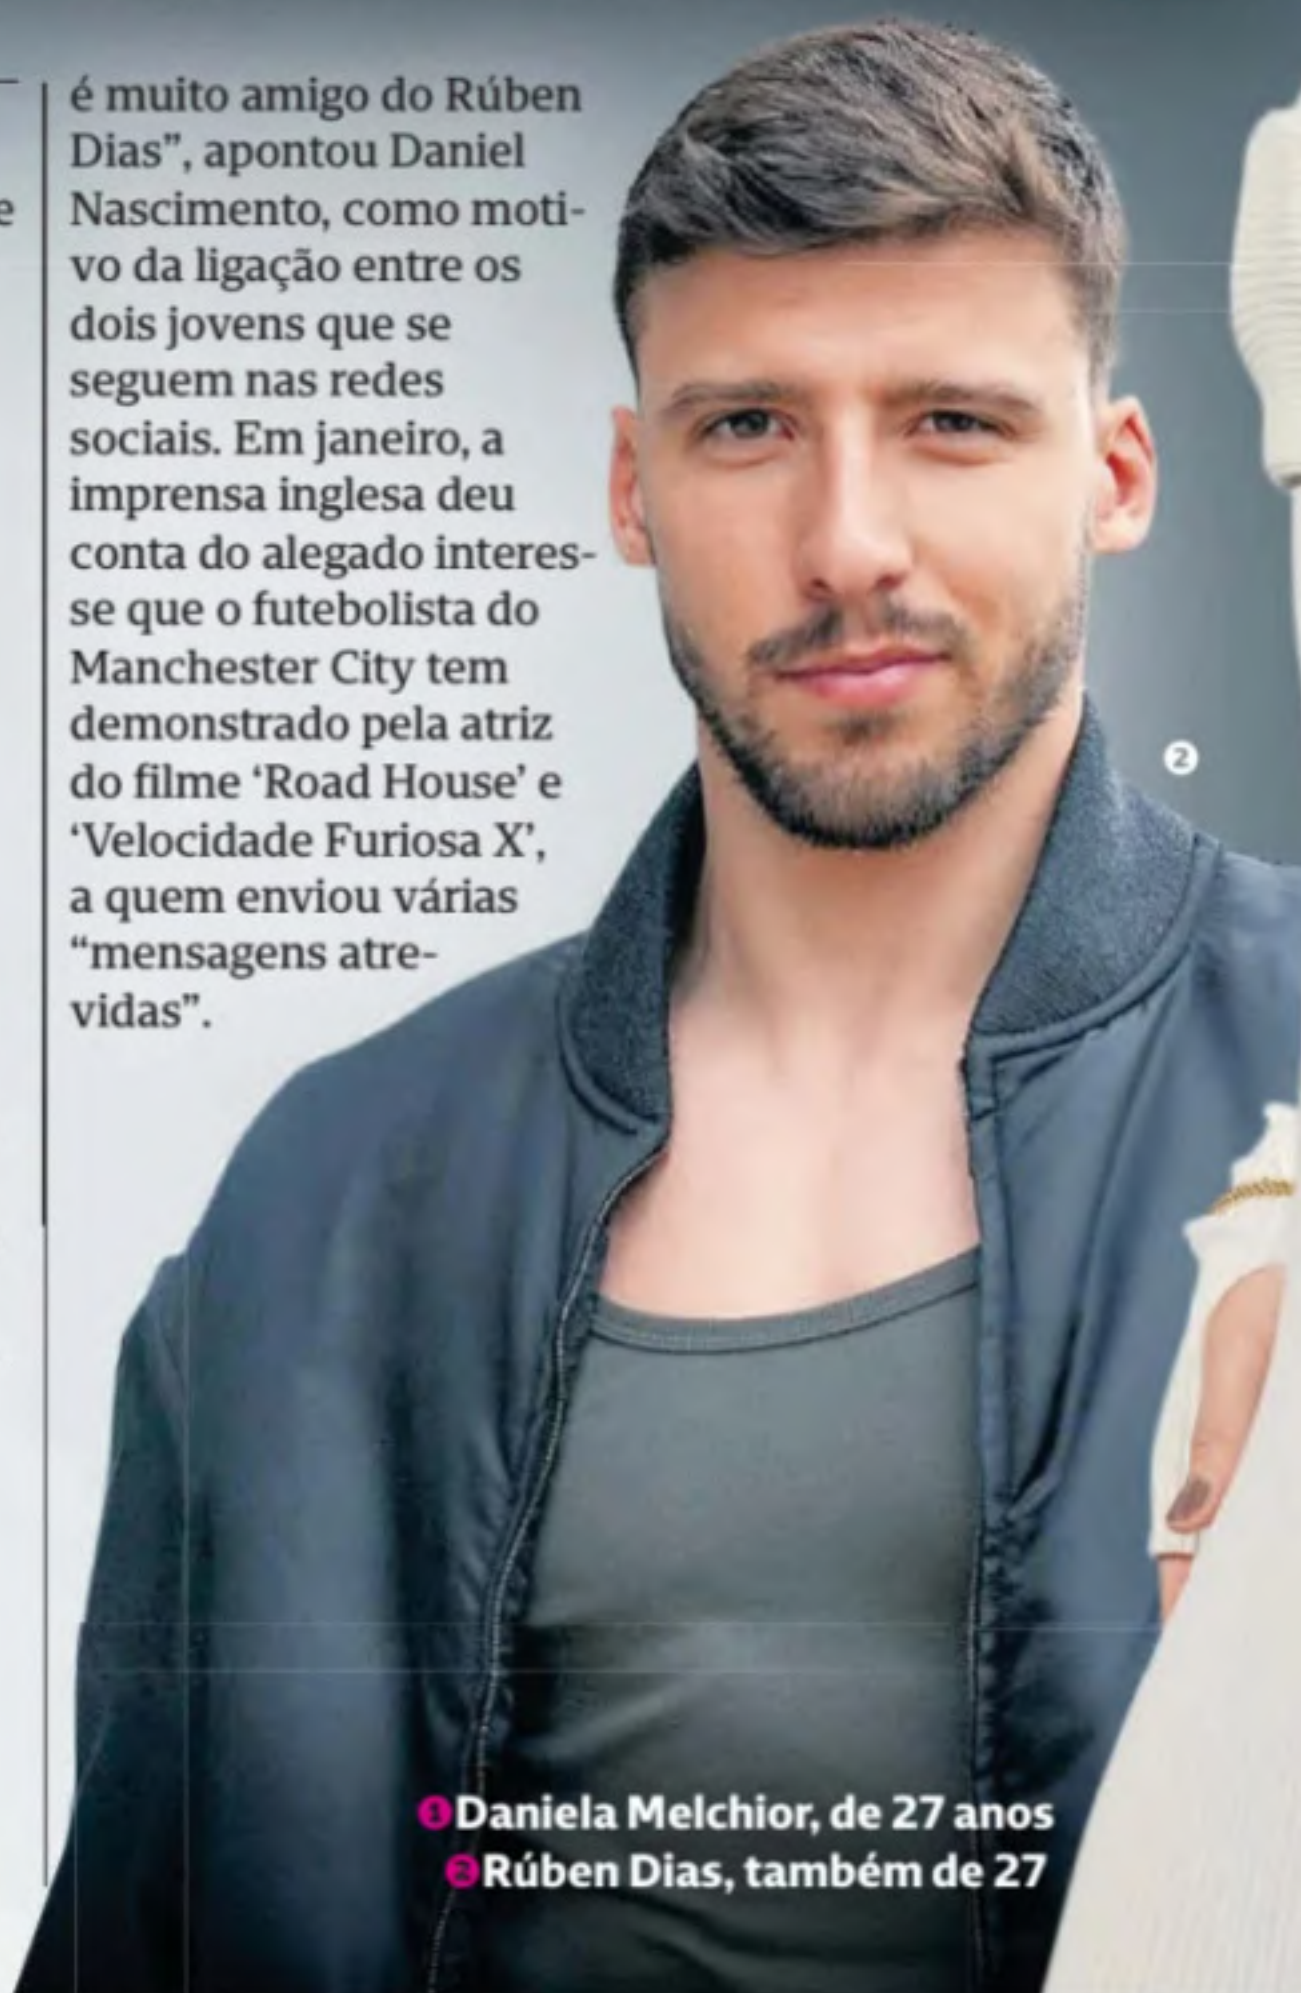 e
é muito amigo do Rúben
Dias”, apontou Daniel
Nascimento, como moti-
vo da ligação entre os
dois jovens que se
seguem nas redes
sociais. Em janeiro, a
imprensa inglesa deu
conta do alegado interes-
se que o futebolista do
Manchester City tem
demonstrado pela atriz
do filme ‘Road House’ e
‘Velocidade Furiosa X’,
a quem enviou várias
“mensagens atre-
vidas”.
2
1 Daniela Melchior, de 27 anos
2 Rúben Dias, também de 27